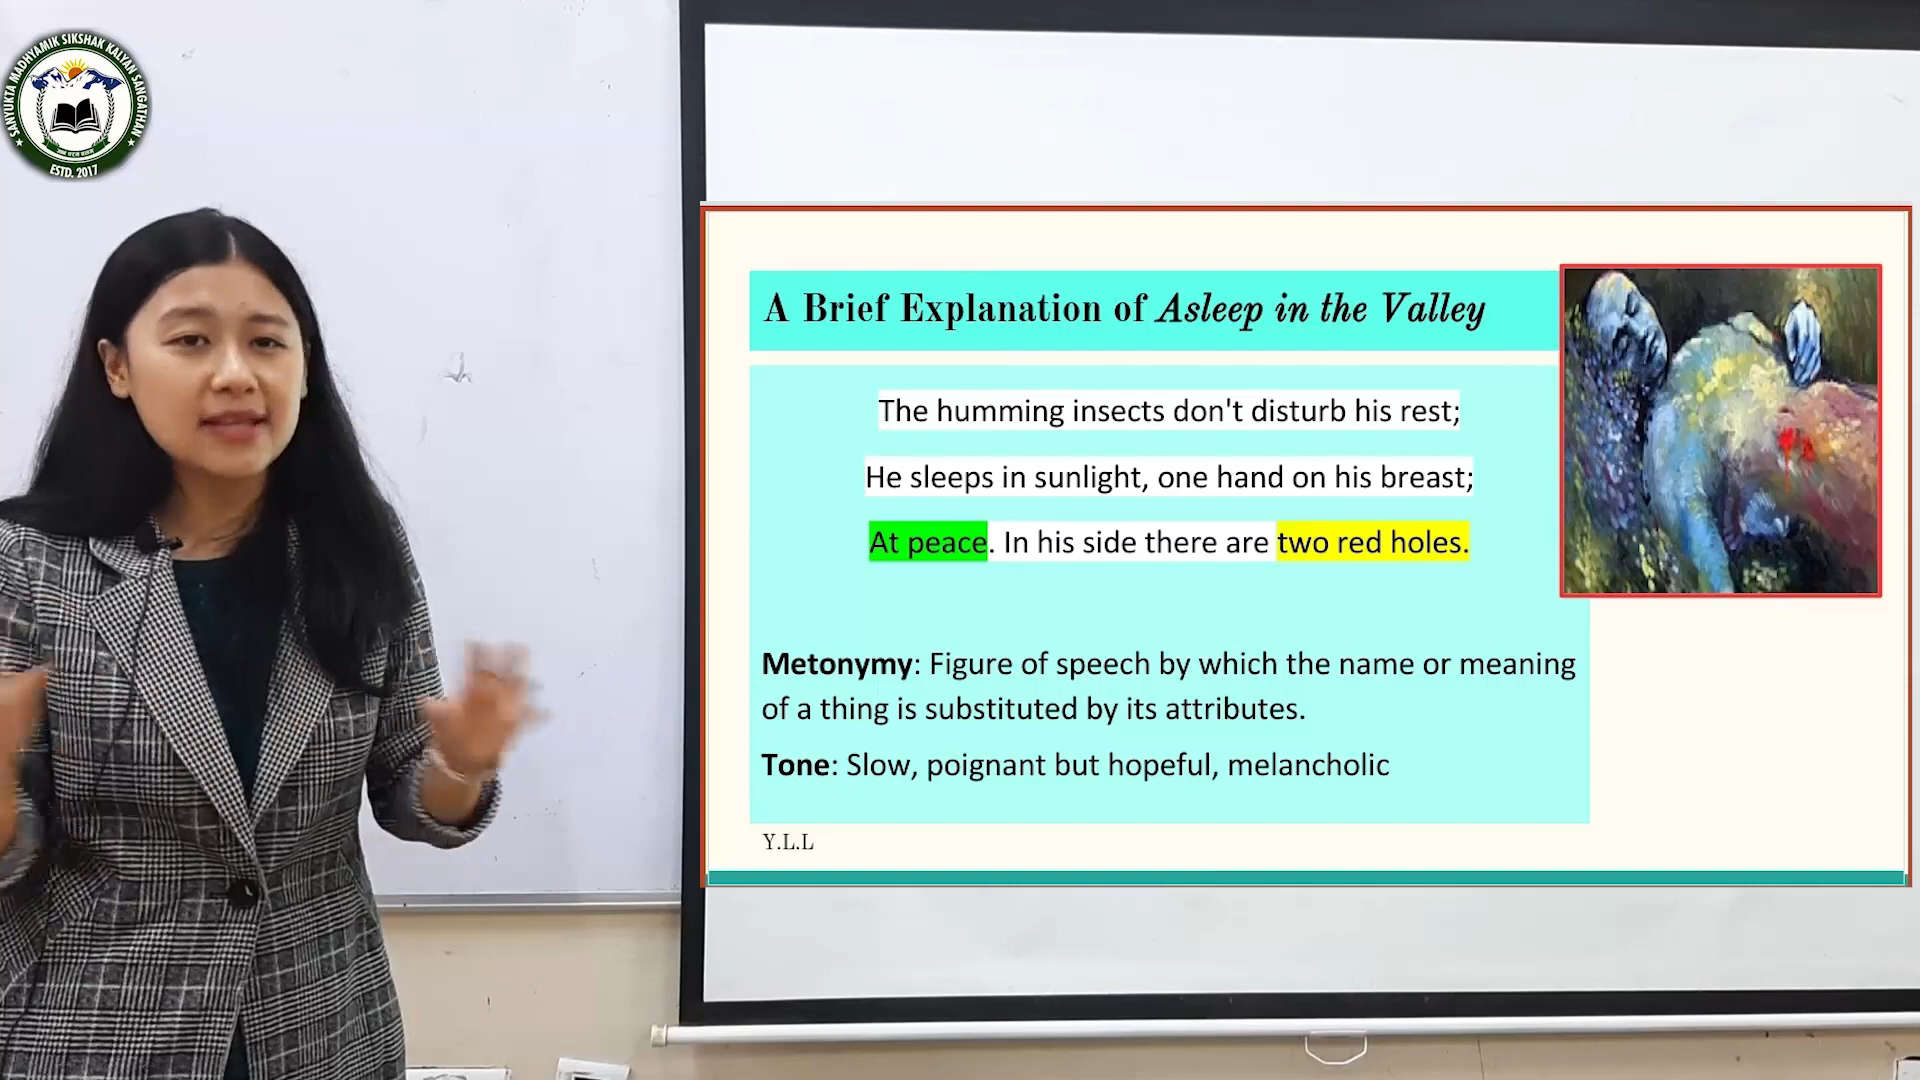 SANYUKTA MADHYAMIK SIKSHAK KALYAN SANGATHAN
ESTD. 2017
A Brief Explanation of Asleep in the Valley
The humming insects don't disturb his rest;
He sleeps in sunlight, one hand on his breast;
At peace. In his side there are two red holes.
Metonymy: Figure of speech by which the name or meaning
of a thing is substituted by its attributes.
Tone: Slow, poignant but hopeful, melancholic
Y.L.L